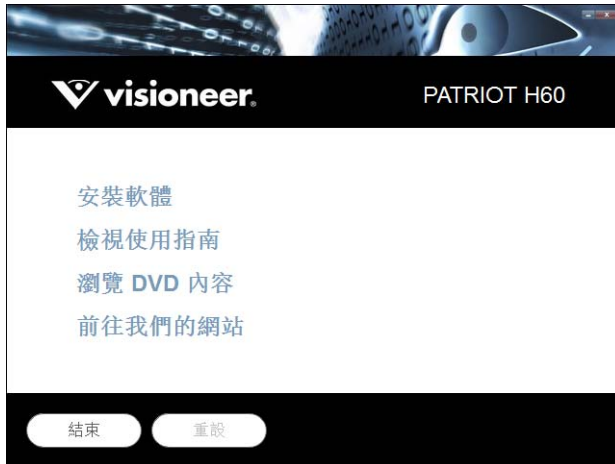 visioneer®
PATRIOT H60
安裝軟體
檢視使用指南
瀏覽 DVD 內容
前往我們的網站
結束
重設